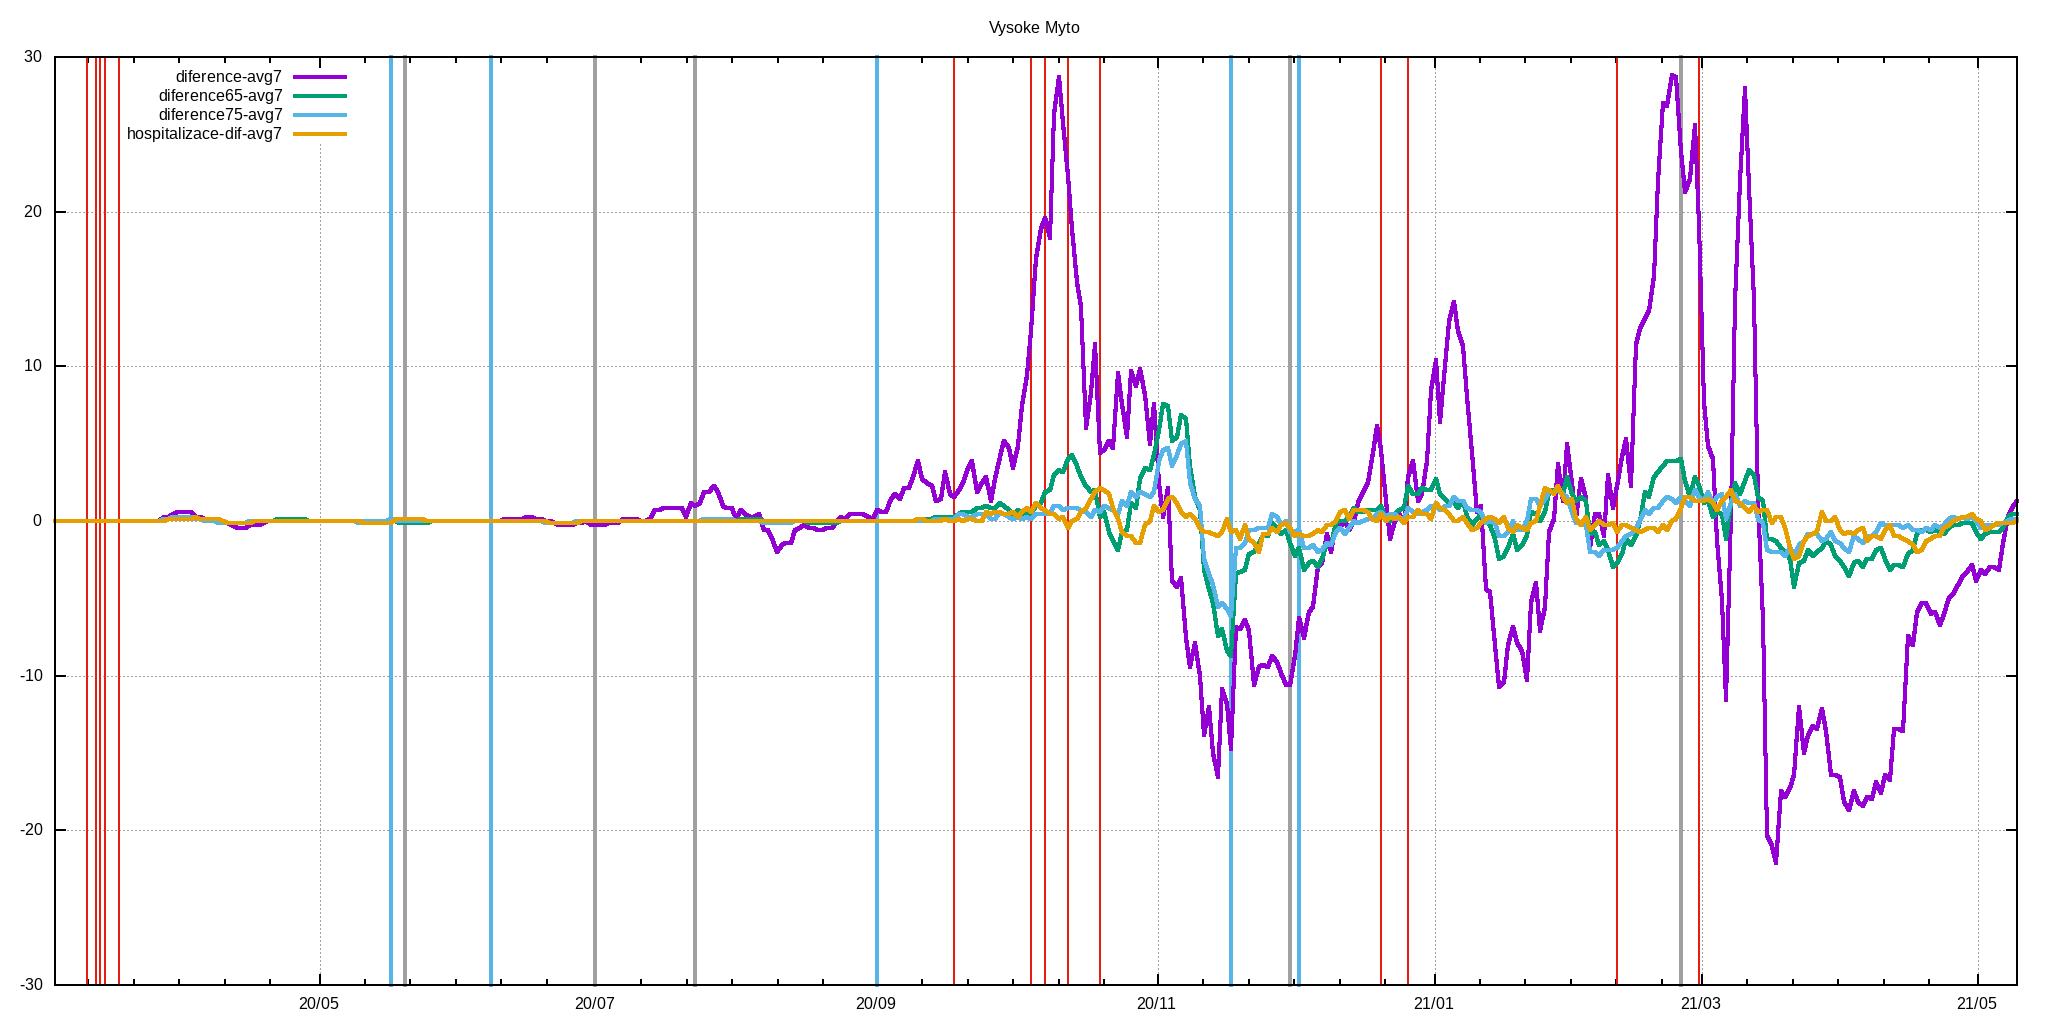 Vysoke Myto
30
20
10
0
-10
-20
-30
diference-avg7
diference65-avg7
diference75-avg7
hospitalizace-dif-avg7
20/05
20/07
20/09
20/11
21/01
21/03
21/05